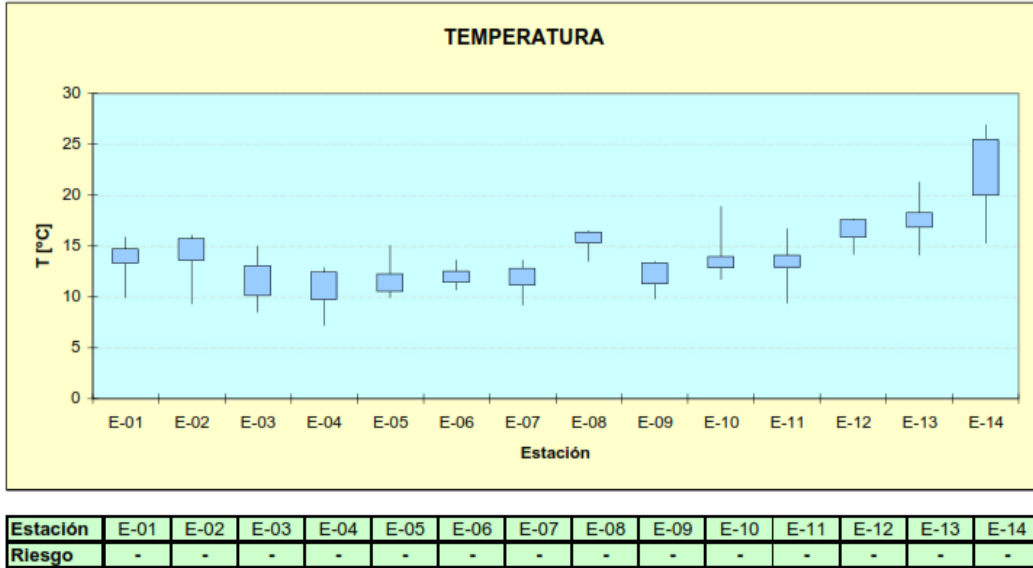 TEMPERATURA
30
25
20
15
10
5
0
T [°C]
E-01 E-02 E-03 E-04 E-05 E-06 E-07 E-08 E-09 E-10 E-11 E-12 E-13 E-14
Estación
Estación E-01 E-02 E-03 E-04 E-05 E-06 E-07 E-08 E-09 E-10 E-11 E-12 E-13 E-14
Riesgo - - - - - - - - - - - - - -